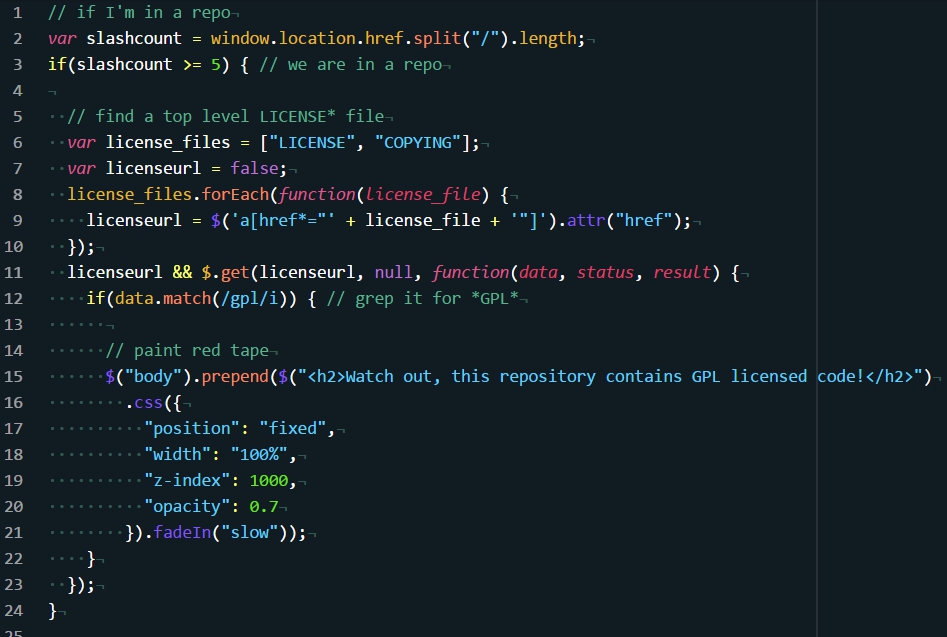 1 // if I'm in a repo¬
2 var slashcount = window.location.href.split("/").length;¬
3 if(slashcount >= 5) { // we are in a repo¬
4 ¬
5 ··// find a top level LICENSE* file¬
6 ··var license_files = ["LICENSE", "COPYING"];¬
7 ··var licenseurl = false;¬
8 ··license_files.forEach(function(license_file) {¬
9 ····licenseurl = $('a[href*="' + license_file + '"]').attr("href");¬
10 ··});¬
11 ··licenseurl && $.get(licenseurl, null, function(data, status, result) {¬
12 ····if(data.match(/gpl/i)) { // grep it for *GPL*¬
13 ······¬
14 ······// paint red tape¬
15 ······$("body").prepend($("<h2>Watch out, this repository contains GPL licensed code!</h2>")¬
16 ········.css({¬
17 ··········"position": "fixed",¬
18 ··········"width": "100%",¬
19 ··········"z-index": 1000,¬
20 ··········"opacity": 0.7¬
21 ········}).fadeIn("slow"));¬
22 ····}¬
23 ··});¬
24 }¬
25